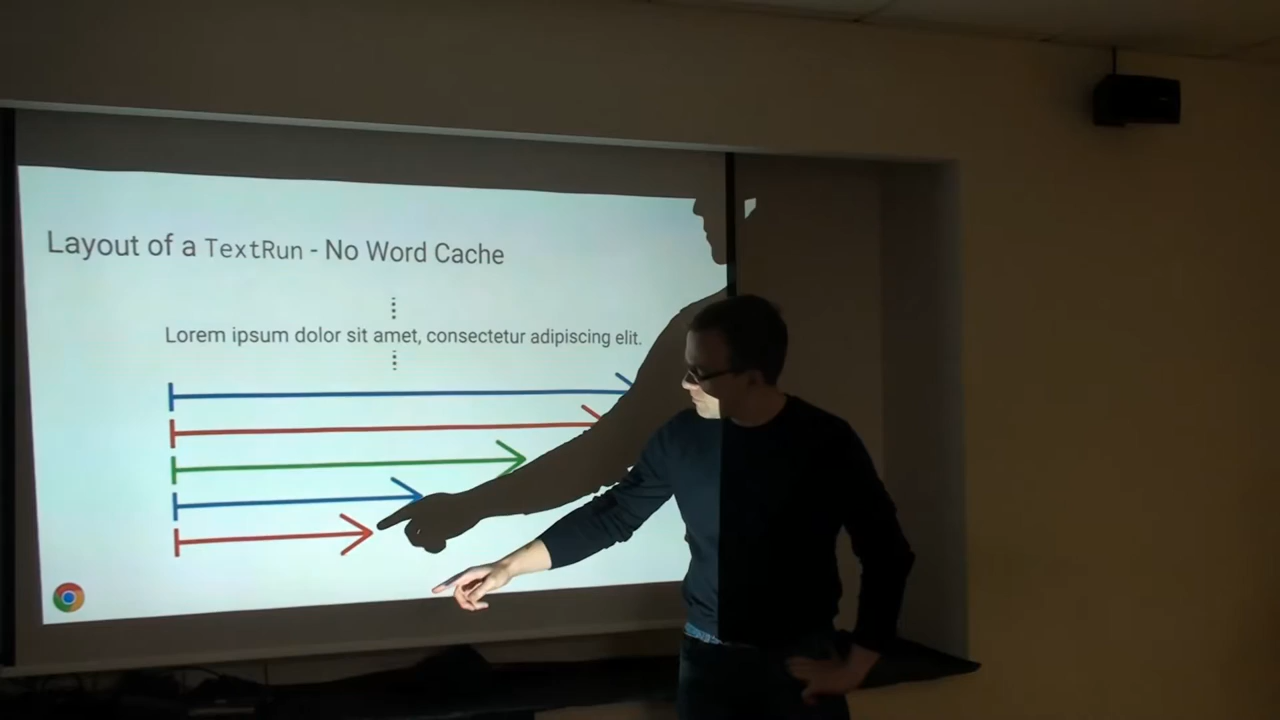 Layout of a TextRun - No Word Cache
Lorem ipsum dolor sit amet, consectetur adipiscing elit.